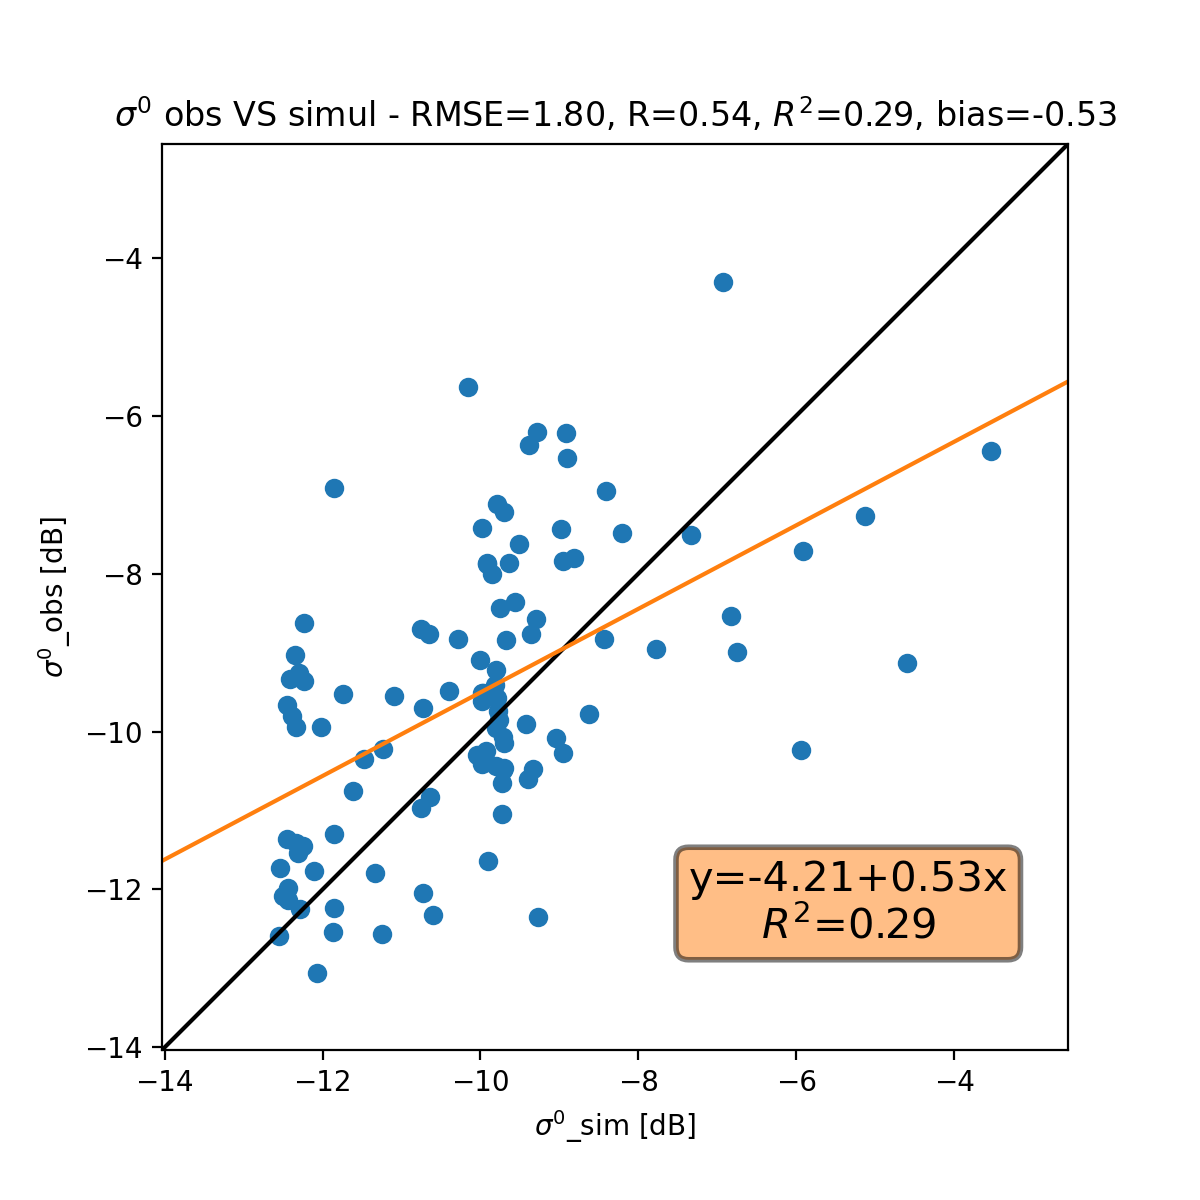 σ⁰ obs VS simul - RMSE=1.80, R=0.54, R²=0.29, bias=-0.53
σ⁰_obs [dB]
−4
−6
−8
−10
−12
−14
y=-4.21+0.53x
R²=0.29
−14 −12 −10 −8 −6 −4
σ⁰_sim [dB]